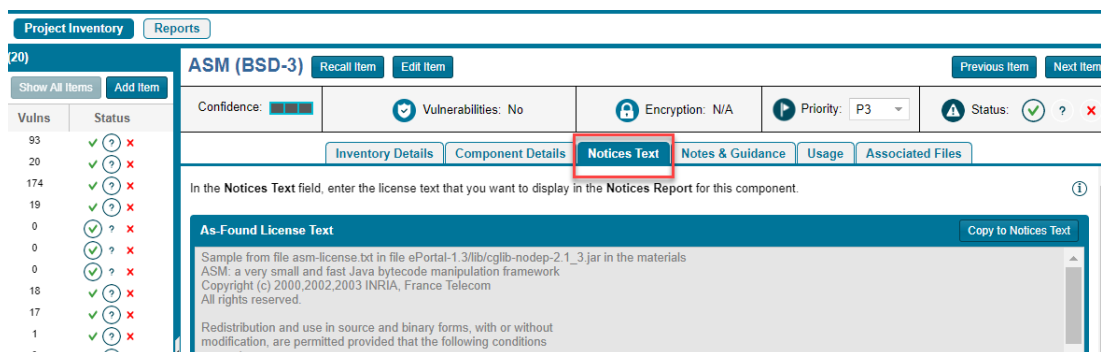 Project Inventory Reports
(20)
Show All Items Add Item
Vulns Status
93 ?
20 ?
174 ?
19 ?
0 ?
0 ?
0 ?
18 ?
17 ?
1 ?
ASM (BSD-3) Recall Item Edit Item Previous Item Next Item
Confidence: Vulnerabilities: No Encryption: N/A Priority: P3 Status: ?
Inventory Details Component Details Notices Text Notes & Guidance Usage Associated Files
In the Notices Text field, enter the license text that you want to display in the Notices Report for this component.
As-Found License Text Copy to Notices Text
Sample from file asm-license.txt in file ePortal-1.3/lib/cglib-nodep-2.1_3.jar in the materials
ASM: a very small and fast Java bytecode manipulation framework
Copyright (c) 2000,2002,2003 INRIA, France Telecom
All rights reserved.
Redistribution and use in source and binary forms, with or without
modification, are permitted provided that the following conditions